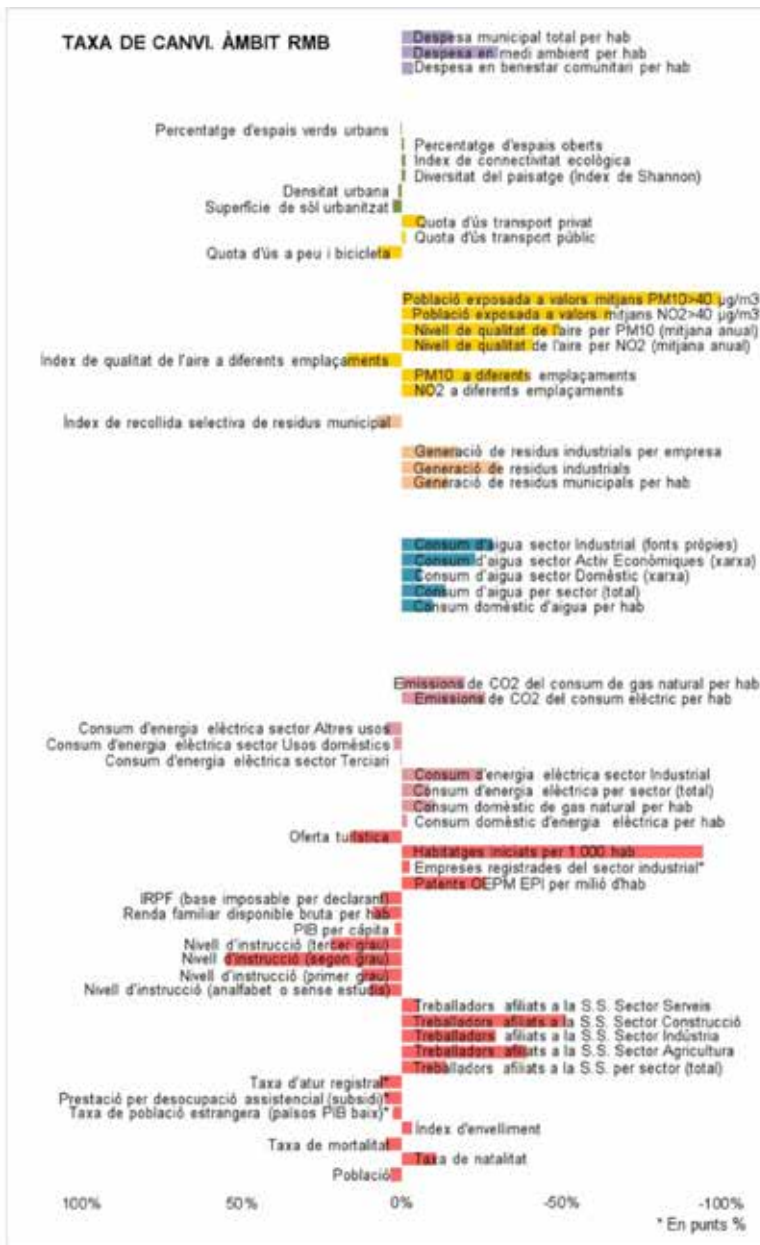 TAXA DE CANVI. ÀMBIT RMB
Despesa municipal total per hab
Despesa en medi ambient per hab
Despesa en benestar comunitari per hab
Percentatge d'espais verds urbans
Percentatge d'espais oberts
Index de connectivitat ecològica
Diversitat del paisatge (Index de Shannon)
Densitat urbana
Superfície de sòl urbanitzat
Quota d'ús transport privat
Quota d'ús transport públic
Quota d'ús a peu i bicicleta
Població exposada a valors mitjans PM10>40 µg/m3
Població exposada a valors mitjans NO2>40 µg/m3
Nivell de qualitat de l'aire per PM10 (mitjana anual)
Nivell de qualitat de l'aire per NO2 (mitjana anual)
Index de qualitat de l'aire a diferents emplaçaments
PM10 a diferents emplaçaments
NO2 a diferents emplaçaments
Index de recollida selectiva de residus municipal
Generació de residus industrials per empresa
Generació de residus industrials
Generació de residus municipals per hab
Consum d'aigua sector Industrial (fonts pròpies)
Consum d'aigua sector Activ Econòmiques (xarxa)
Consum d'aigua sector Domèstic (xarxa)
Consum d'aigua per sector (total)
Consum domèstic d'aigua per hab
Emissions de CO2 del consum de gas natural per hab
Emissions de CO2 del consum elèctric per hab
Consum d'energia elèctrica sector Altres usos
Consum d'energia elèctrica sector Usos domèstics
Consum d'energia elèctrica sector Terciari
Consum d'energia elèctrica sector Industrial
Consum d'energia elèctrica per sector (total)
Consum domèstic de gas natural per hab
Consum domèstic d'energia elèctrica per hab
Oferta turística
Habitatges iniciats per 1.000 hab
Empreses registrades del sector industrial*
Patents OEPM EPI per milió d'hab
IRPF (base imposable per declarant)
Renda familiar disponible bruta per hab
PIB per cápita
Nivell d'instrucció (tercer grau)
Nivell d'instrucció (segon grau)
Nivell d'instrucció (primer grau)
Nivell d'instrucció (analfabet o sense estudis)
Treballadors afiliats a la S.S. Sector Serveis
Treballadors afiliats a la S.S. Sector Construcció
Treballadors afiliats a la S.S. Sector Indústria
Treballadors afiliats a la S.S. Sector Agricultura
Treballadors afiliats a la S.S. per sector (total)
Taxa d'atur registral*
Prestació per desocupació assistencial (subsidi)*
Taxa de població estrangera (països PIB baix)*
Index d'envelliment
Taxa de mortalitat
Taxa de natalitat
Població
100% 50% 0% -50% -100%
* En punts %